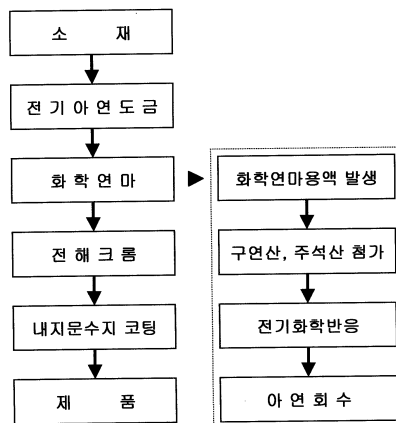 소 재
전 기 아 연 도 금
화 학 연 마
전 해 크 롬
내지문수지 코팅
제 품
화학연마용액 발생
구연산, 주석산 첨가
전기화학반응
아 연 회 수